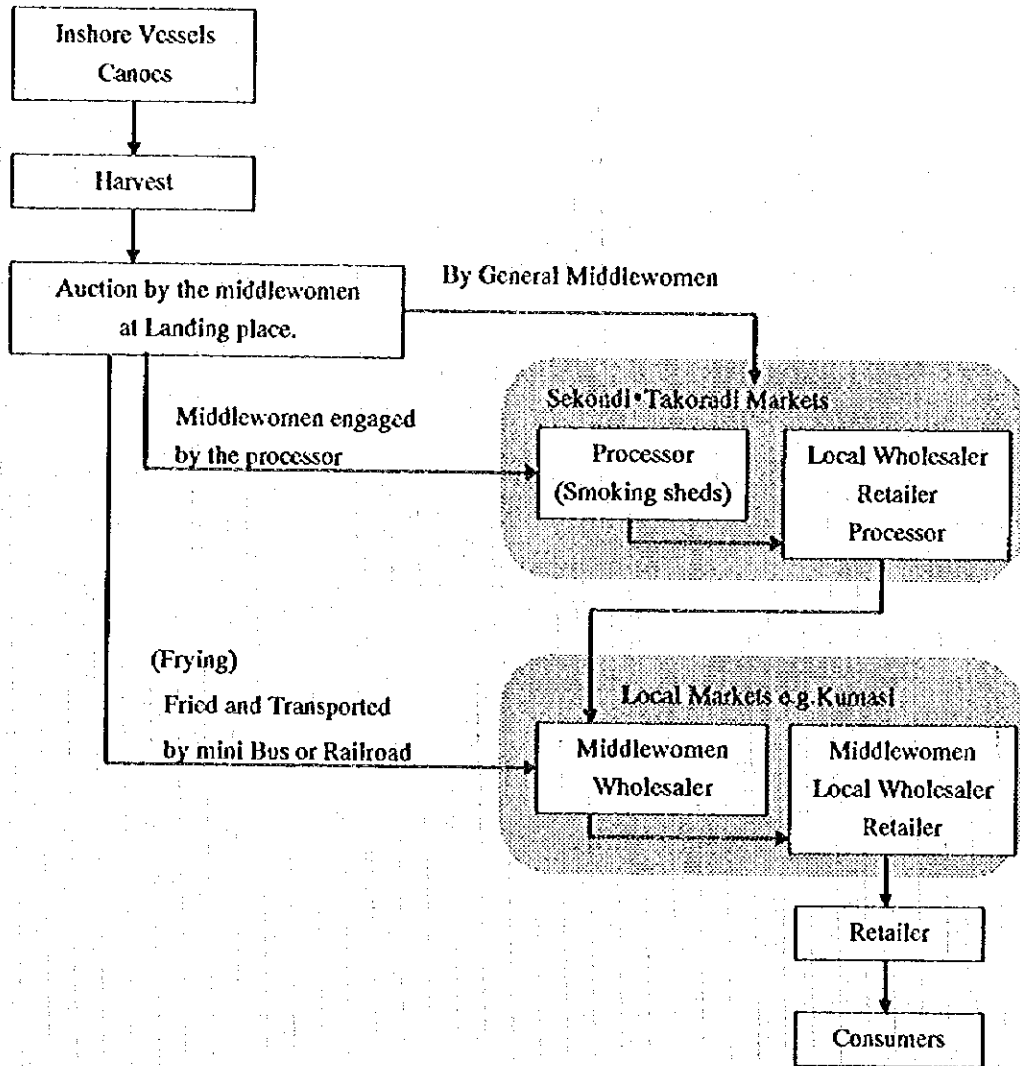 Inshore Vessels
Canoes
Harvest
Auction by the middlewomen
at Landing place.
By General Middlewomen
Middlewomen engaged
by the processor
Sekondi•Takoradi Markets
Processor
(Smoking sheds)
Local Wholesaler
Retailer
Processor
(Frying)
Fried and Transported
by mini Bus or Railroad
Local Markets e.g.Kumasi
Middlewomen
Wholesaler
Middlewomen
Local Wholesaler
Retailer
Retailer
Consumers